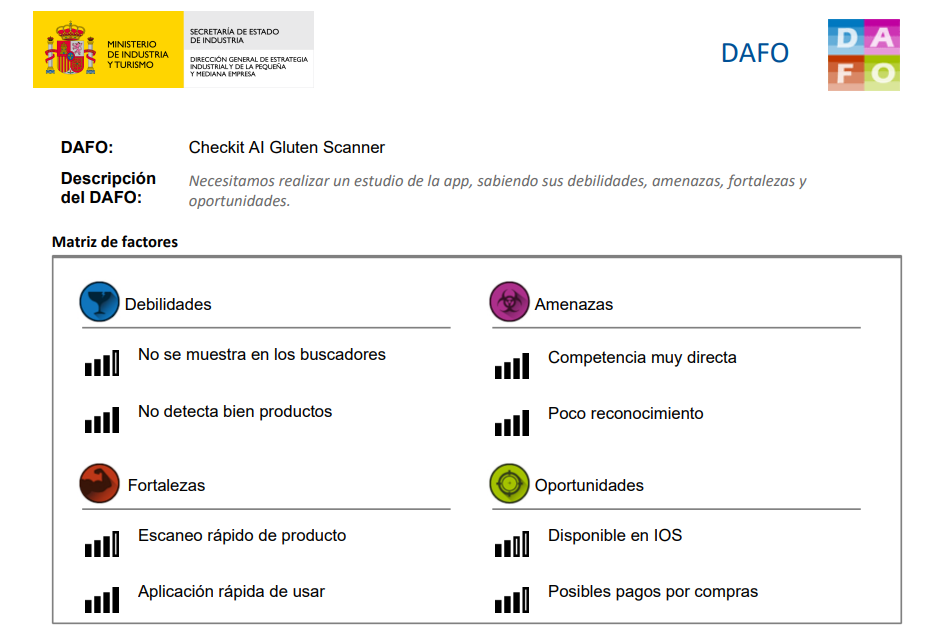 MINISTERIO
DE INDUSTRIA
Y TURISMO
SECRETARÍA DE ESTADO
DE INDUSTRIA
DIRECCIÓN GENERAL DE ESTRATEGIA
INDUSTRIAL Y DE LA PEQUEÑA
Y MEDIANA EMPRESA
DAFO
D A
F O
DAFO: Checkit AI Gluten Scanner
Descripción
del DAFO:
Necesitamos realizar un estudio de la app, sabiendo sus debilidades, amenazas, fortalezas y
oportunidades.
Matriz de factores
Debilidades
No se muestra en los buscadores
No detecta bien productos
Amenazas
Competencia muy directa
Poco reconocimiento
Fortalezas
Escaneo rápido de producto
Aplicación rápida de usar
Oportunidades
Disponible en IOS
Posibles pagos por compras